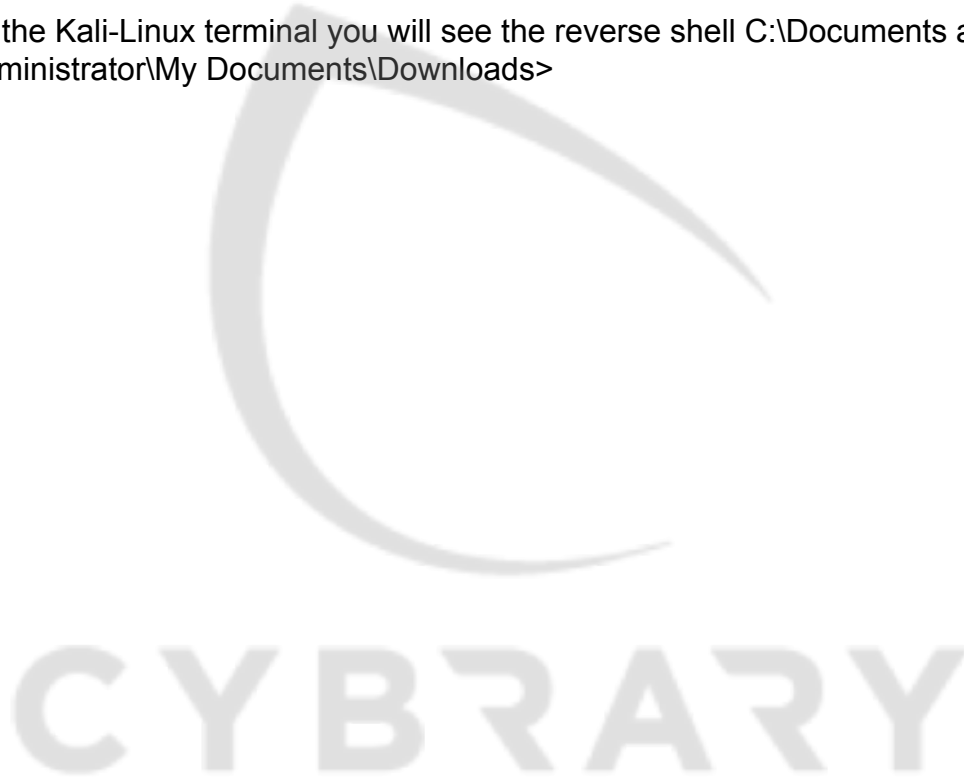 the Kali-Linux terminal you will see the reverse shell C:\Documents a
ministrator\My Documents\Downloads>
CYBRARY